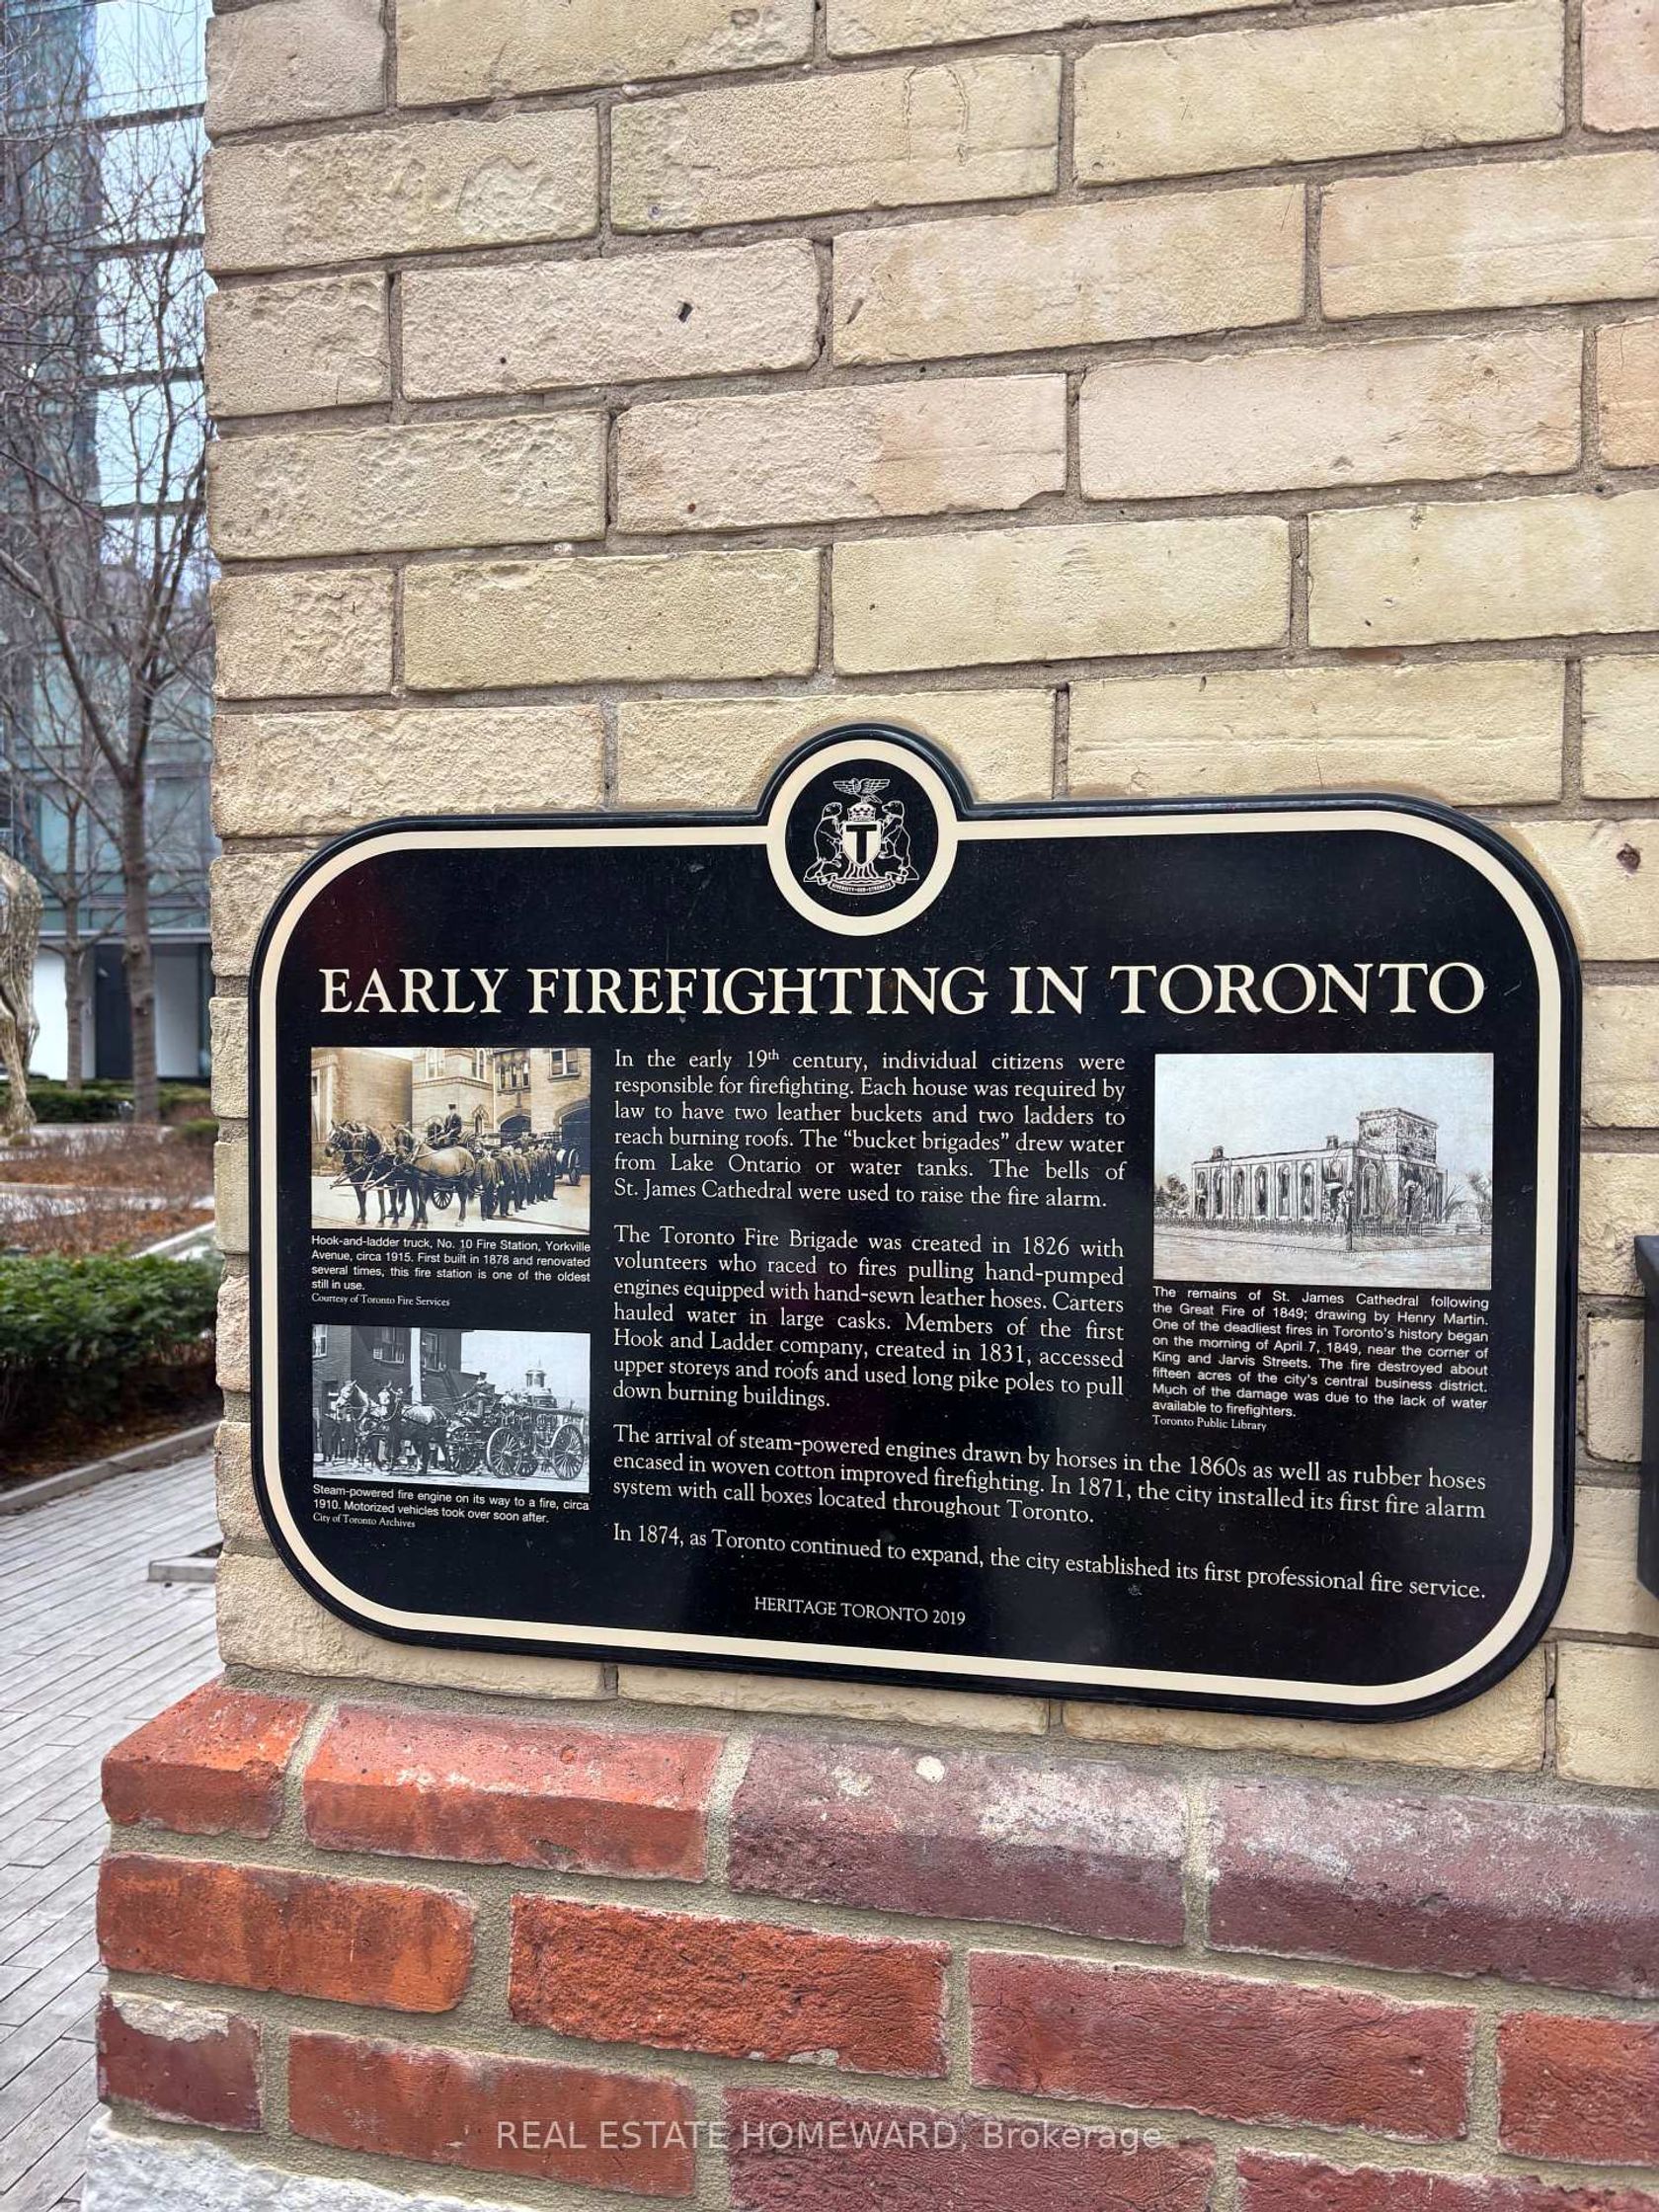 T
DIVERSITY·OUR·STRENGTH
EARLY FIREFIGHTING IN TORONTO
In the early 19th century, individual citizens were
responsible for firefighting. Each house was required by
law to have two leather buckets and two ladders to
reach burning roofs. The “bucket brigades” drew water
from Lake Ontario or water tanks. The bells of
St. James Cathedral were used to raise the fire alarm.
The Toronto Fire Brigade was created in 1826 with
volunteers who raced to fires pulling hand-pumped
engines equipped with hand-sewn leather hoses. Carters
hauled water in large casks. Members of the first
Hook and Ladder company, created in 1831, accessed
upper storeys and roofs and used long pike poles to pull
down burning buildings.
The arrival of steam-powered engines drawn by horses in the 1860s as well as rubber hoses
encased in woven cotton improved firefighting. In 1871, the city installed its first fire alarm
system with call boxes located throughout Toronto.
In 1874, as Toronto continued to expand, the city established its first professional fire service.
Hook-and-ladder truck, No. 10 Fire Station, Yorkville
Avenue, circa 1915. First built in 1878 and renovated
several times, this fire station is one of the oldest
still in use.
Courtesy of Toronto Fire Services
Steam-powered fire engine on its way to a fire, circa
1910. Motorized vehicles took over soon after.
City of Toronto Archives
The remains of St. James Cathedral following
the Great Fire of 1849; drawing by Henry Martin.
One of the deadliest fires in Toronto's history began
on the morning of April 7, 1849, near the corner of
King and Jarvis Streets. The fire destroyed about
fifteen acres of the city's central business district.
Much of the damage was due to the lack of water
available to firefighters.
Toronto Public Library
HERITAGE TORONTO 2019
REAL ESTATE HOMEWARD, Brokerage